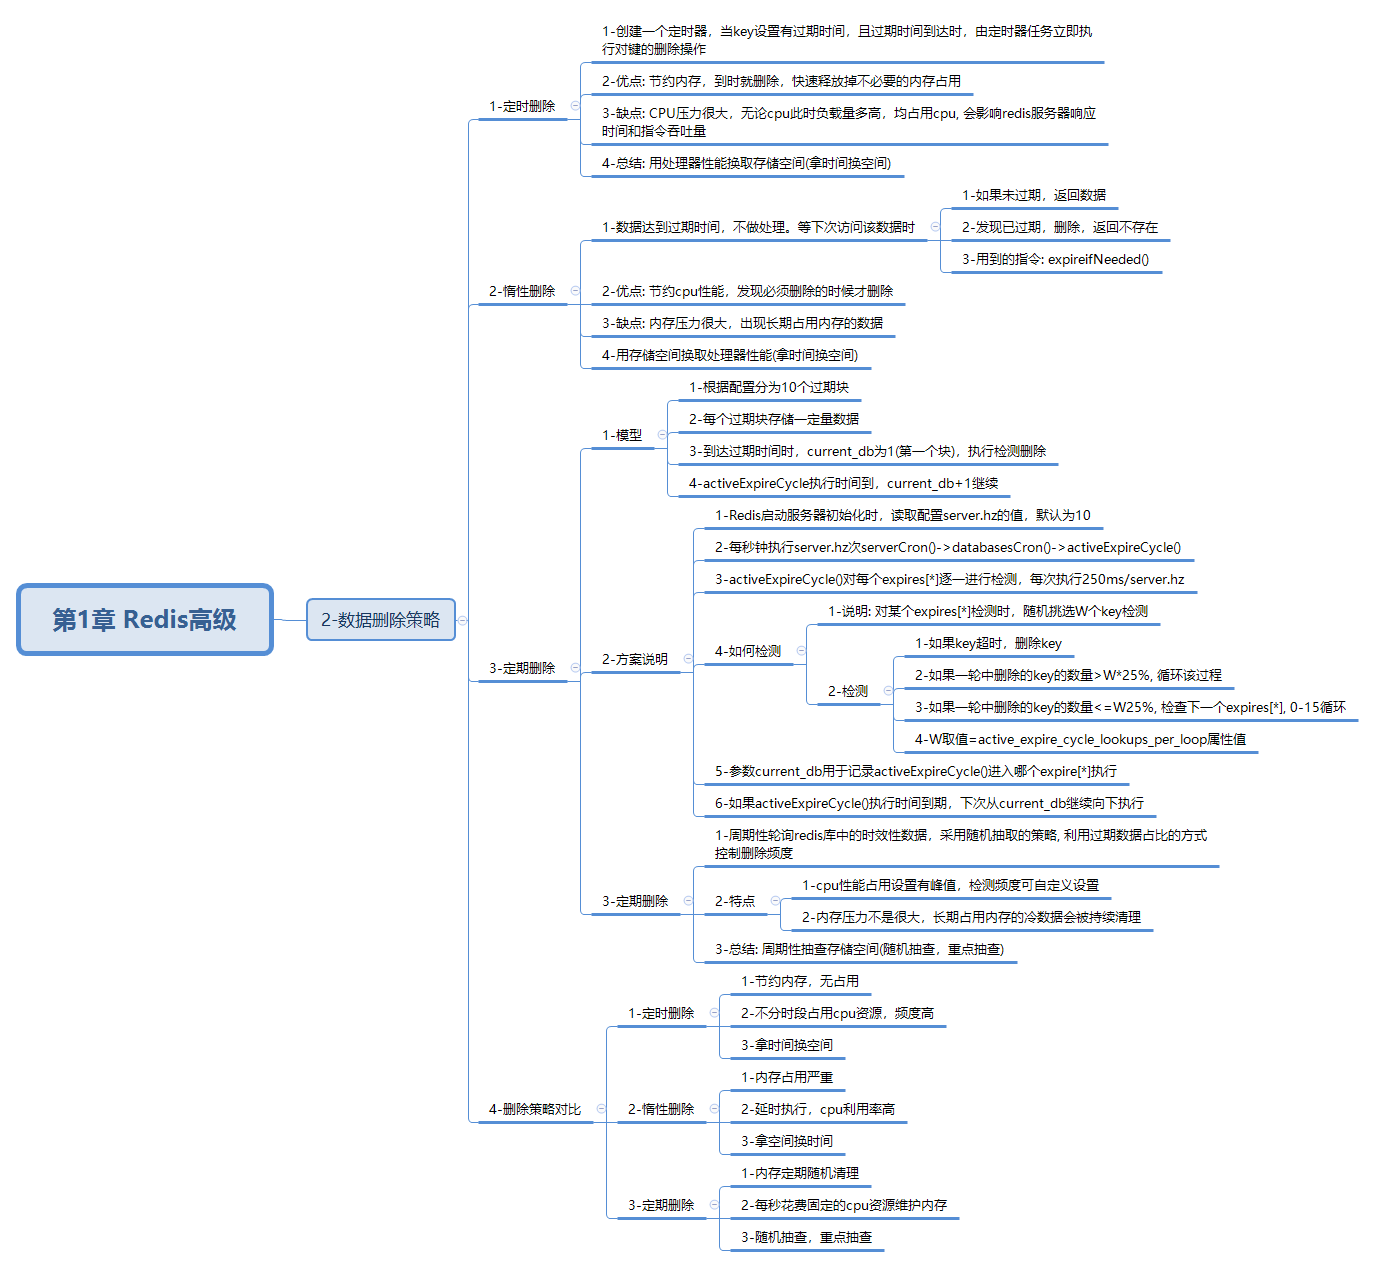 第1章 Redis高级
2-数据删除策略
1-定时删除
1-创建一个定时器，当key设置有过期时间，且过期时间到达时，由定时器任务立即执
行对键的删除操作
2-优点: 节约内存，到时就删除，快速释放掉不必要的内存占用
3-缺点: CPU压力很大，无论cpu此时负载量多高，均占用cpu, 会影响redis服务器响应
时间和指令吞吐量
4-总结: 用处理器性能换取存储空间(拿时间换空间)
2-惰性删除
1-数据达到过期时间，不做处理。等下次访问该数据时
1-如果未过期，返回数据
2-发现已过期，删除，返回不存在
3-用到的指令: expireifNeeded()
2-优点: 节约cpu性能，发现必须删除的时候才删除
3-缺点: 内存压力很大，出现长期占用内存的数据
4-用存储空间换取处理器性能(拿时间换空间)
3-定期删除
1-模型
1-根据配置分为10个过期块
2-每个过期块存储一定量数据
3-到达过期时间时，current_db为1(第一个块)，执行检测删除
4-activeExpireCycle执行时间到，current_db+1继续
2-方案说明
1-Redis启动服务器初始化时，读取配置server.hz的值，默认为10
2-每秒钟执行server.hz次serverCron()->databasesCron()->activeExpireCycle()
3-activeExpireCycle()对每个expires[*]逐一进行检测，每次执行250ms/server.hz
4-如何检测
1-说明: 对某个expires[*]检测时，随机挑选W个key检测
2-检测
1-如果key超时，删除key
2-如果一轮中删除的key的数量>W*25%, 循环该过程
3-如果一轮中删除的key的数量<=W25%, 检查下一个expires[*], 0-15循环
4-W取值=active_expire_cycle_lookups_per_loop属性值
5-参数current_db用于记录activeExpireCycle()进入哪个expire[*]执行
6-如果activeExpireCycle()执行时间到期，下次从current_db继续向下执行
3-定期删除
1-周期性轮询redis库中的时效性数据，采用随机抽取的策略, 利用过期数据占比的方式
控制删除频度
2-特点
1-cpu性能占用设置有峰值，检测频度可自定义设置
2-内存压力不是很大，长期占用内存的冷数据会被持续清理
3-总结: 周期性抽查存储空间(随机抽查，重点抽查)
4-删除策略对比
1-定时删除
1-节约内存，无占用
2-不分时段占用cpu资源，频度高
3-拿时间换空间
2-惰性删除
1-内存占用严重
2-延时执行，cpu利用率高
3-拿空间换时间
3-定期删除
1-内存定期随机清理
2-每秒花费固定的cpu资源维护内存
3-随机抽查，重点抽查